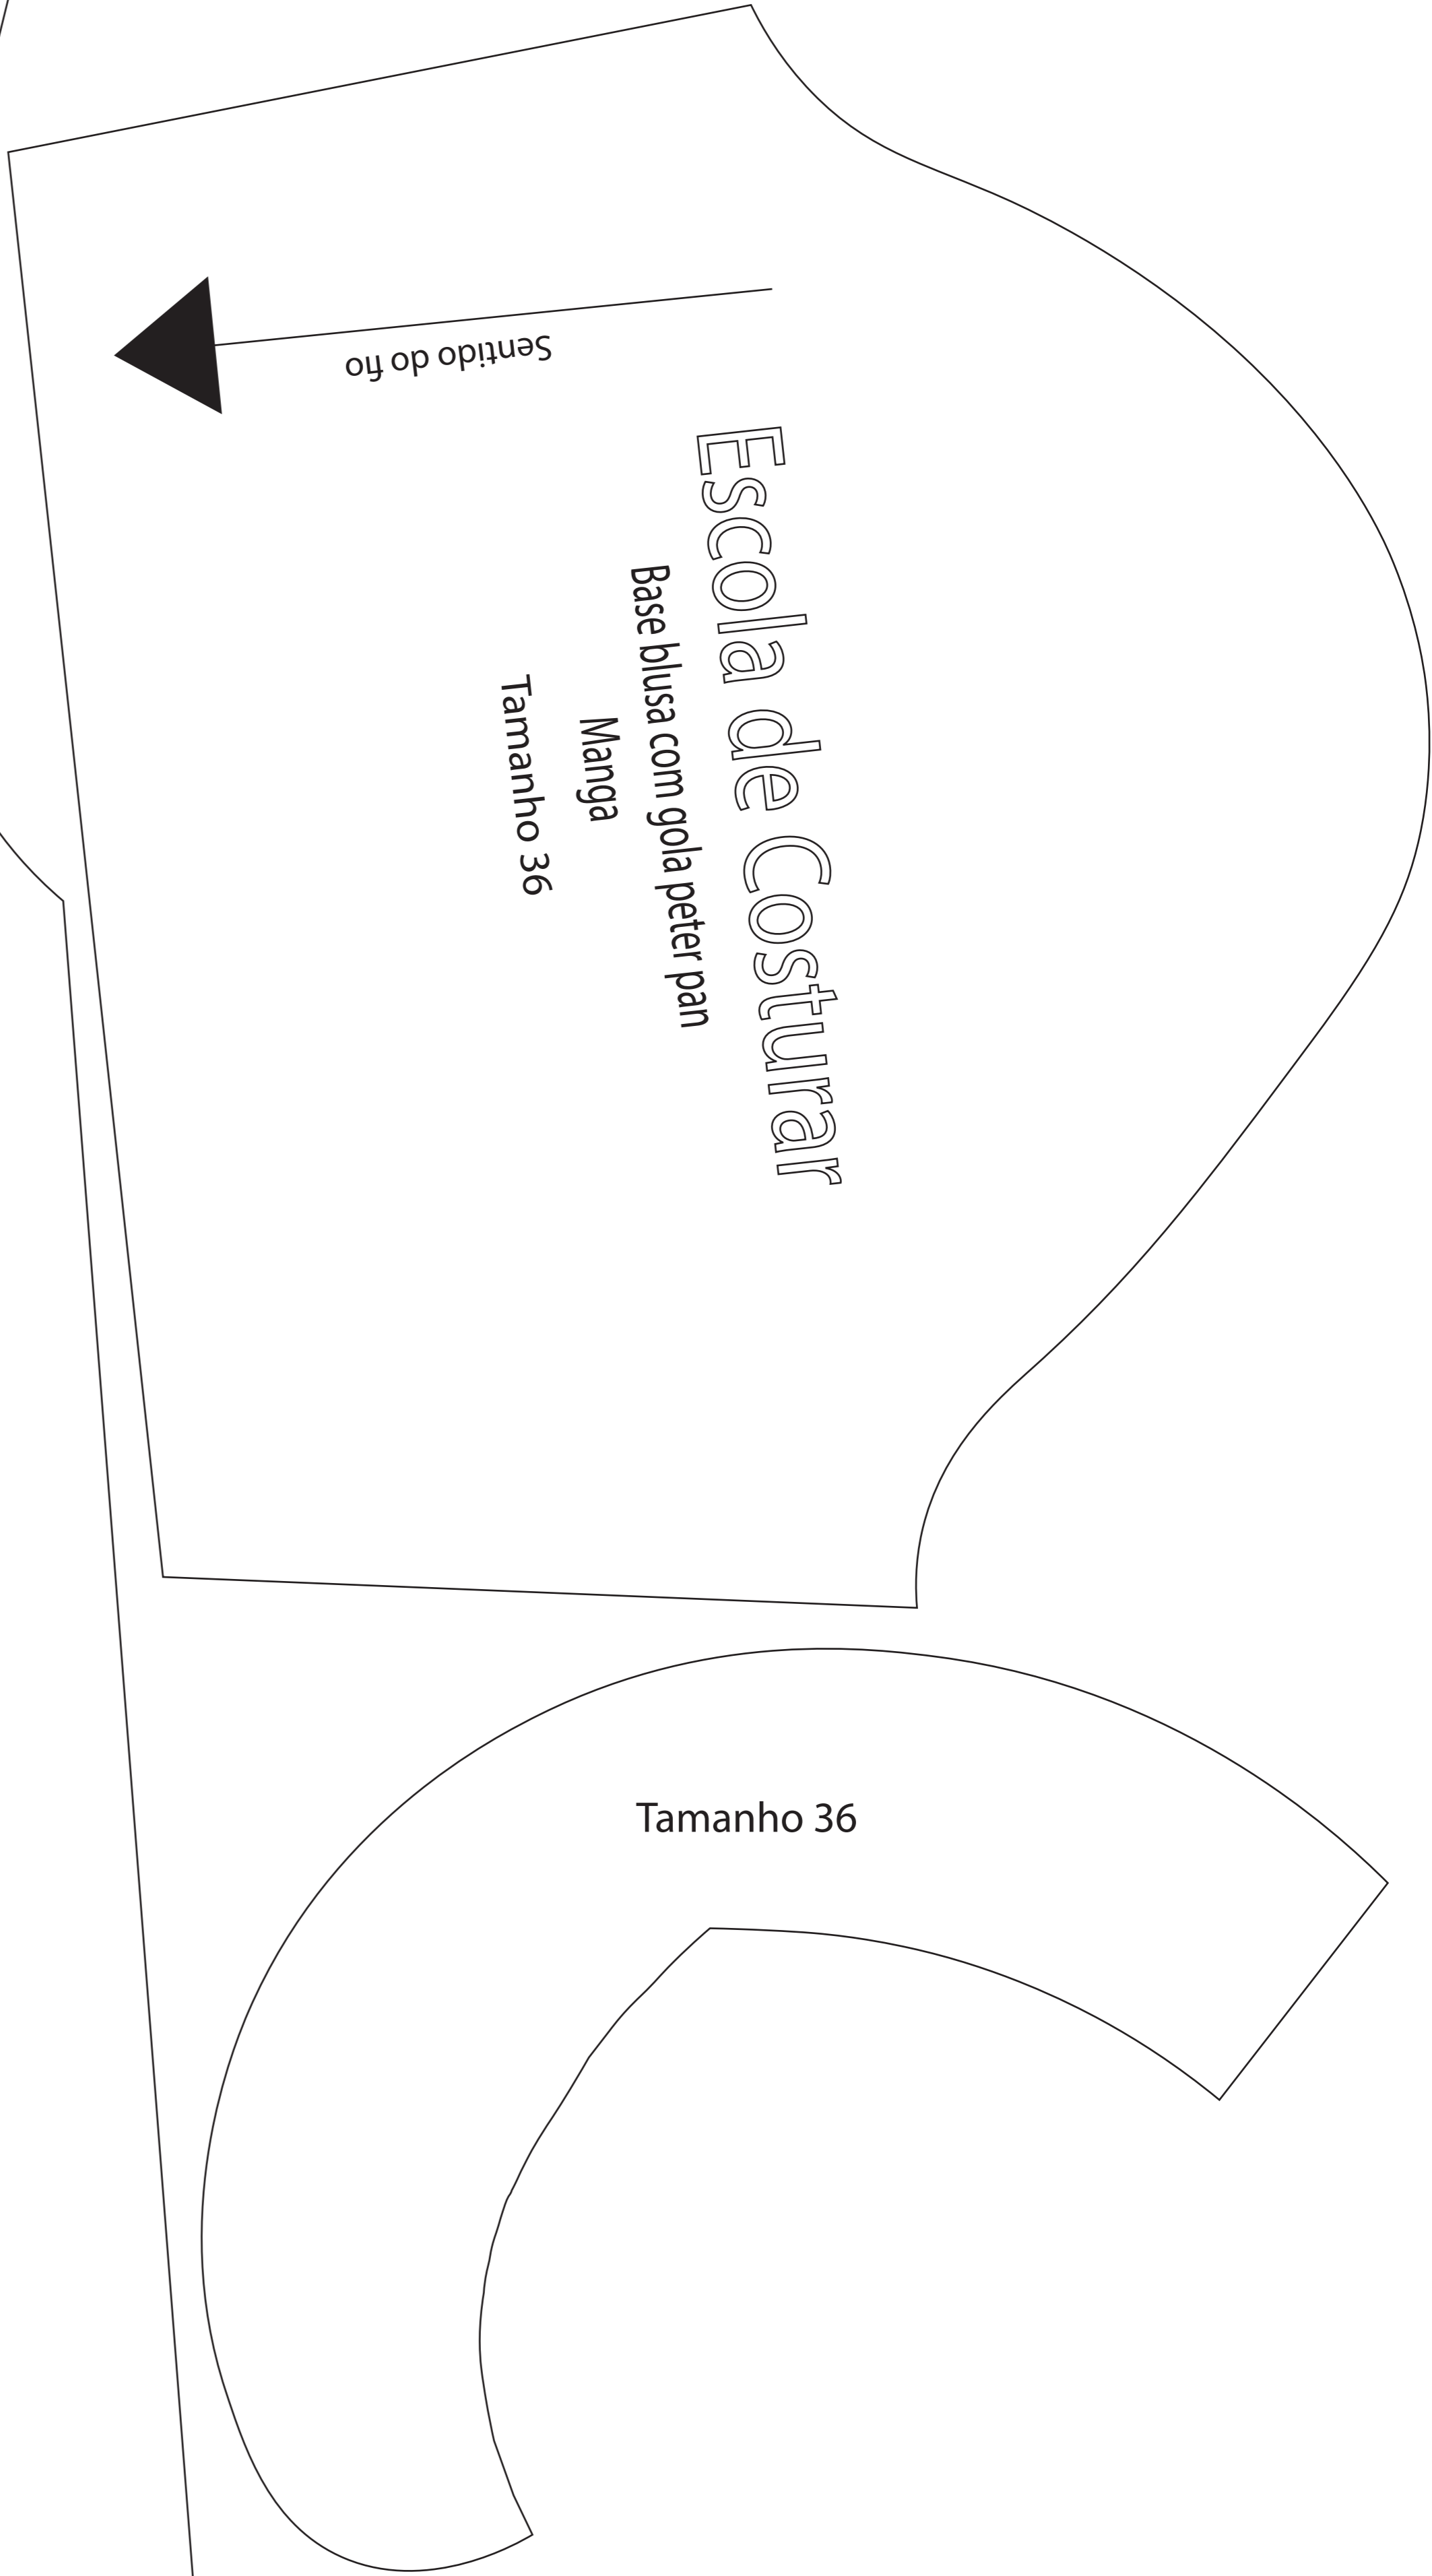 Sentido do fio
Escola de Costurar
Base blusa com gola peter pan
Manga
Tamanho 36
Tamanho 36